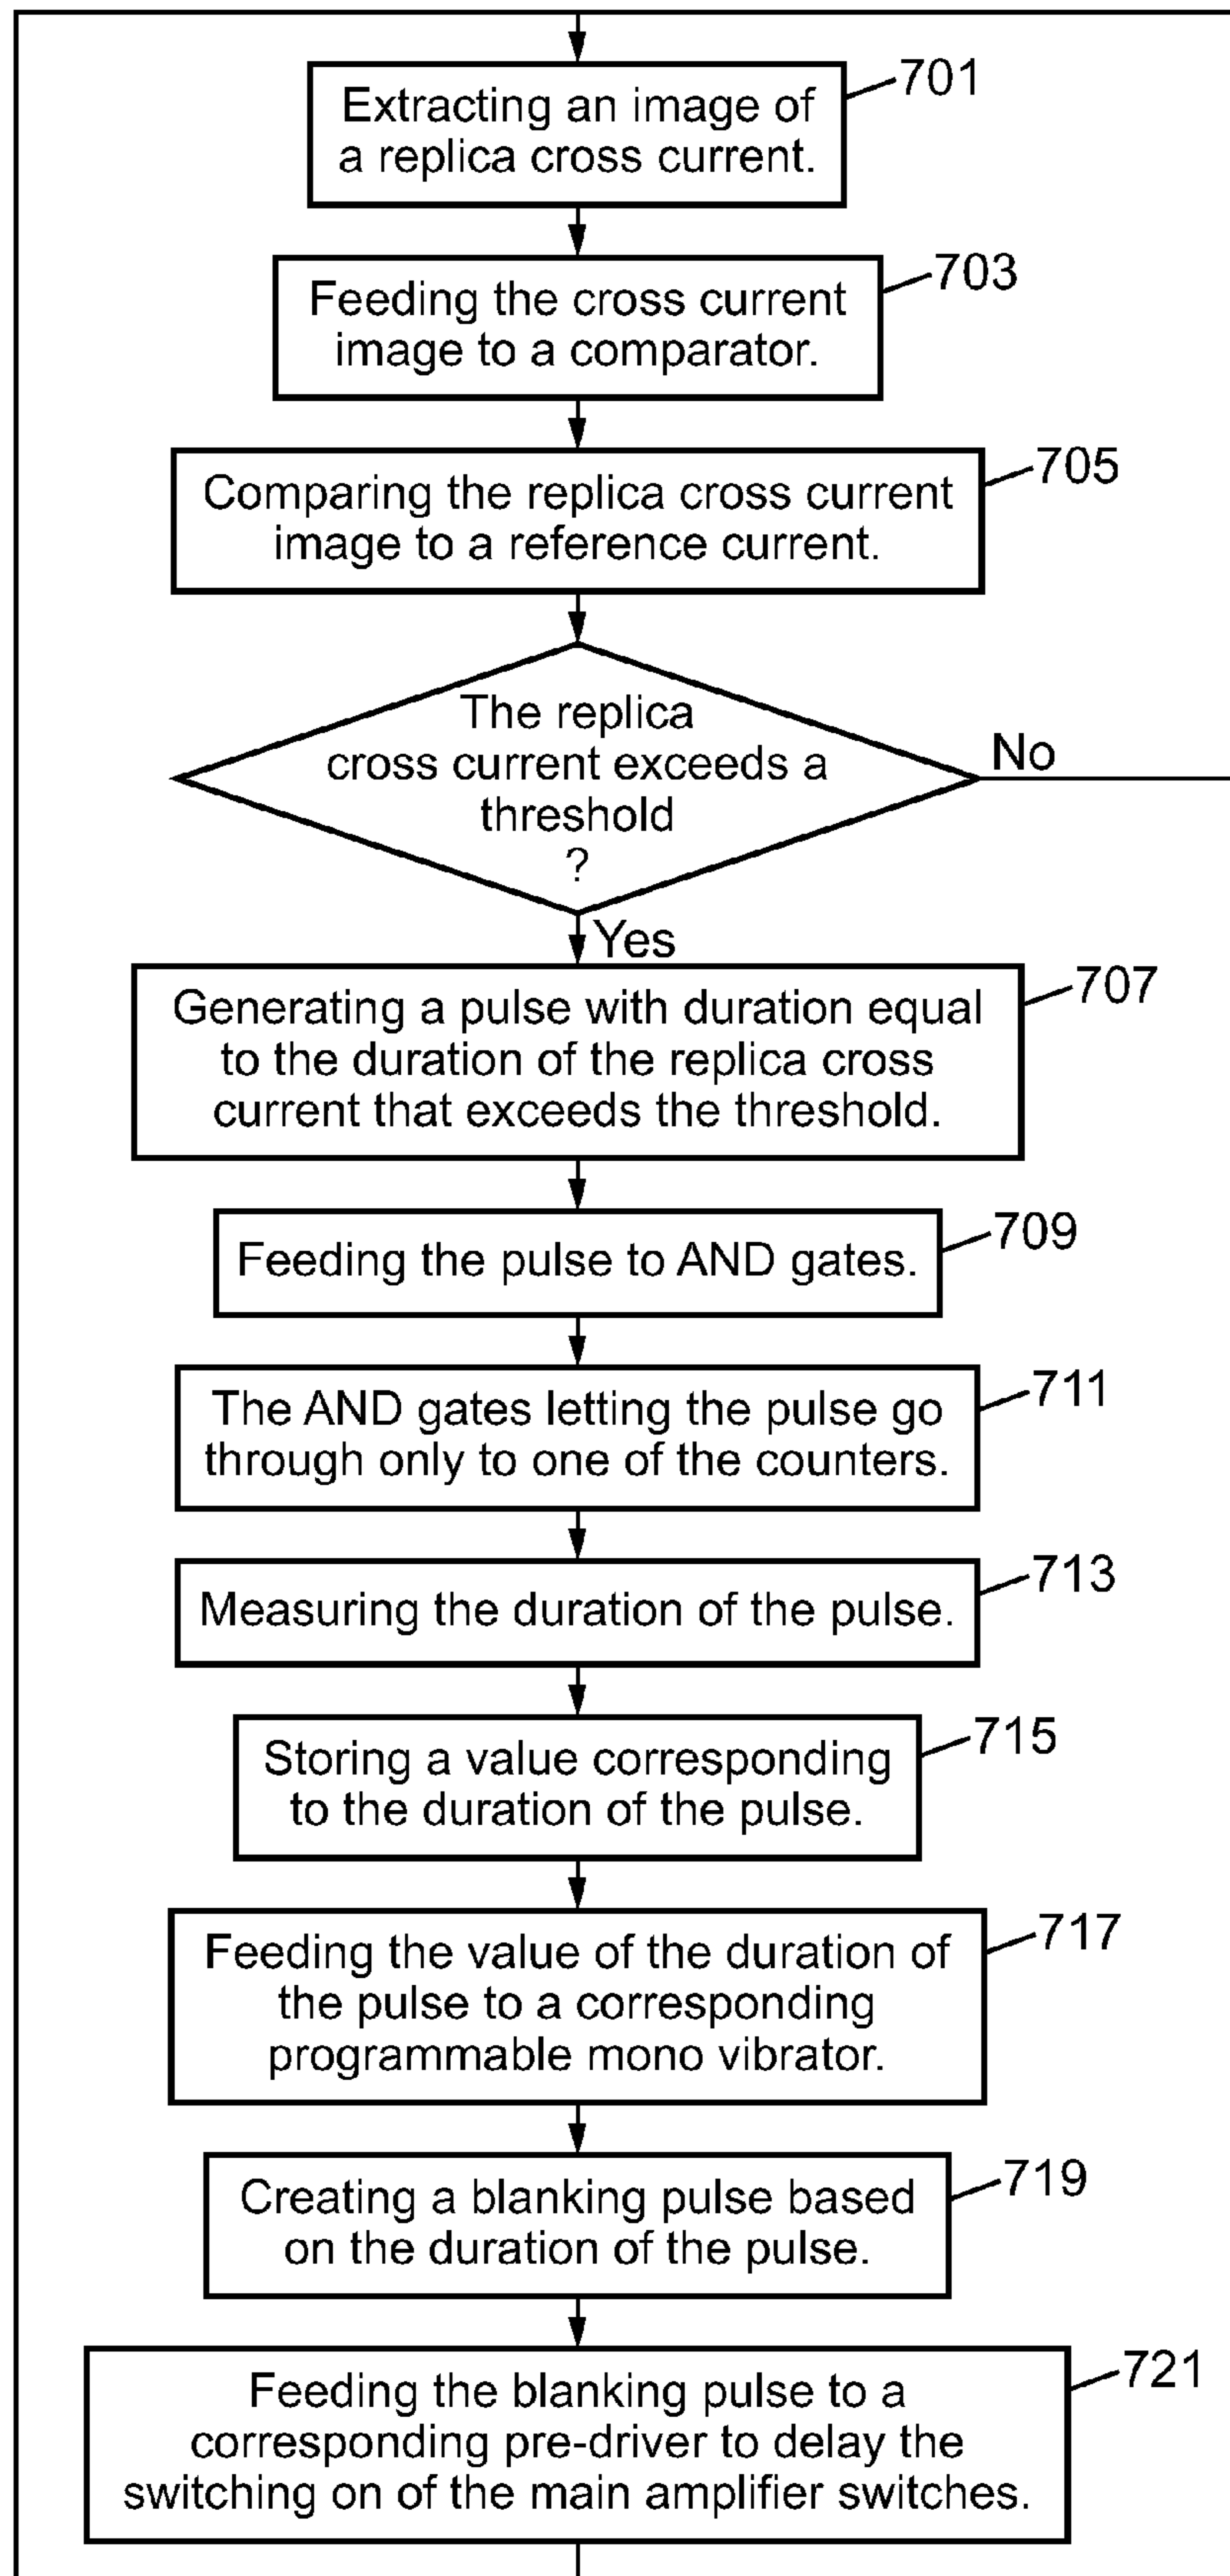 701
Extracting an image of
a replica cross current.
703
Feeding the cross current
image to a comparator.
705
Comparing the replica cross current
image to a reference current.
The replica
cross current exceeds a
threshold
?
No
Yes
707
Generating a pulse with duration equal
to the duration of the replica cross
current that exceeds the threshold.
709
Feeding the pulse to AND gates.
711
The AND gates letting the pulse go
through only to one of the counters.
713
Measuring the duration of the pulse.
715
Storing a value corresponding
to the duration of the pulse.
717
Feeding the value of the duration of
the pulse to a corresponding
programmable mono vibrator.
719
Creating a blanking pulse based
on the duration of the pulse.
721
Feeding the blanking pulse to a
corresponding pre-driver to delay the
switching on of the main amplifier switches.